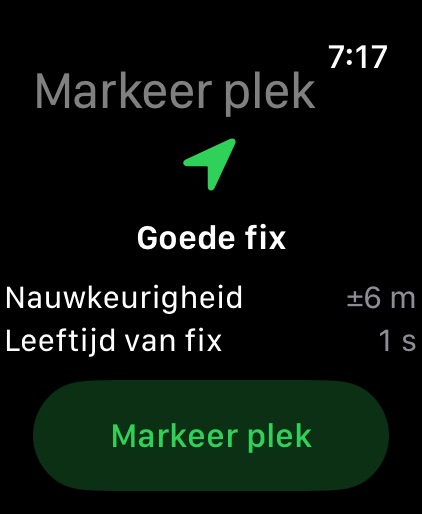 7:17
Markeer plek
Goede fix
Nauwkeurigheid ±6 m
Leeftijd van fix 1 s
Markeer plek